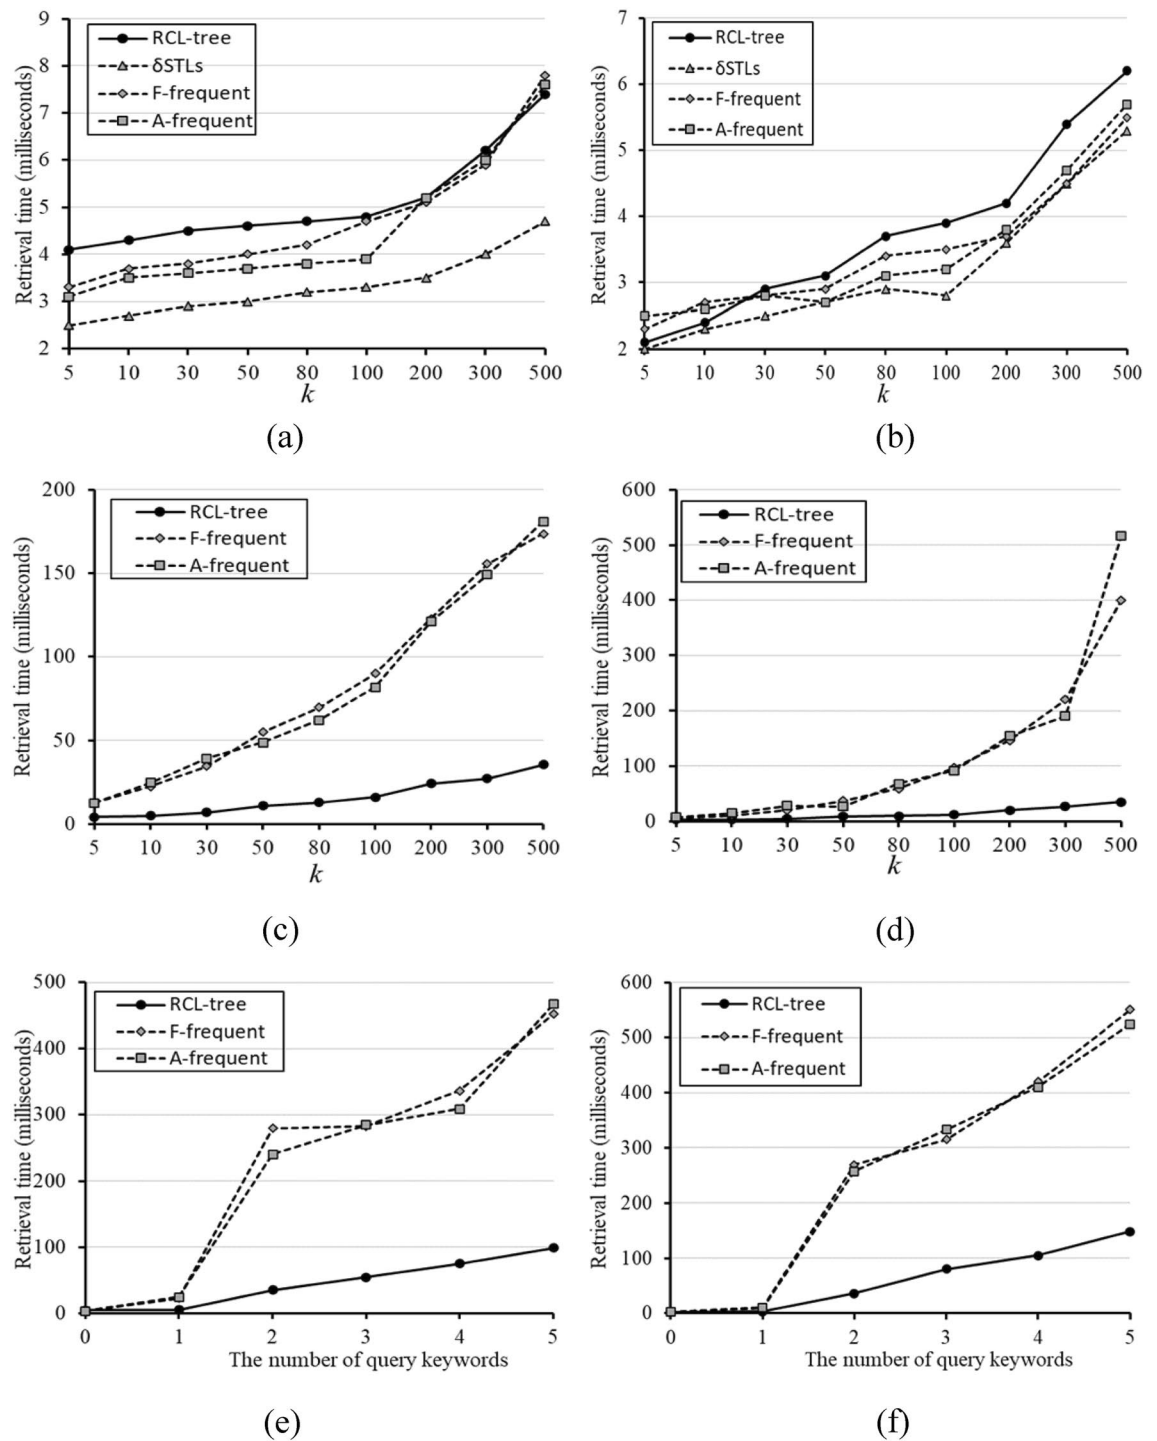 9
8
7
6
5
4
3
2
Retrieval time (milliseconds)
RCL-tree
δSTLs
F-frequent
A-frequent
5 10 30 50 80 100 200 300 500
k
(a)
7
6
5
4
3
2
Retrieval time (milliseconds)
RCL-tree
δSTLs
F-frequent
A-frequent
5 10 30 50 80 100 200 300 500
k
(b)
200
150
100
50
0
Retrieval time (milliseconds)
RCL-tree
F-frequent
A-frequent
5 10 30 50 80 100 200 300 500
k
(c)
600
500
400
300
200
100
0
Retrieval time (milliseconds)
RCL-tree
F-frequent
A-frequent
5 10 30 50 80 100 200 300 500
k
(d)
500
400
300
200
100
0
Retrieval time (milliseconds)
RCL-tree
F-frequent
A-frequent
0 1 2 3 4 5
The number of query keywords
(e)
600
500
400
300
200
100
0
Retrieval time (milliseconds)
RCL-tree
F-frequent
A-frequent
0 1 2 3 4 5
The number of query keywords
(f)